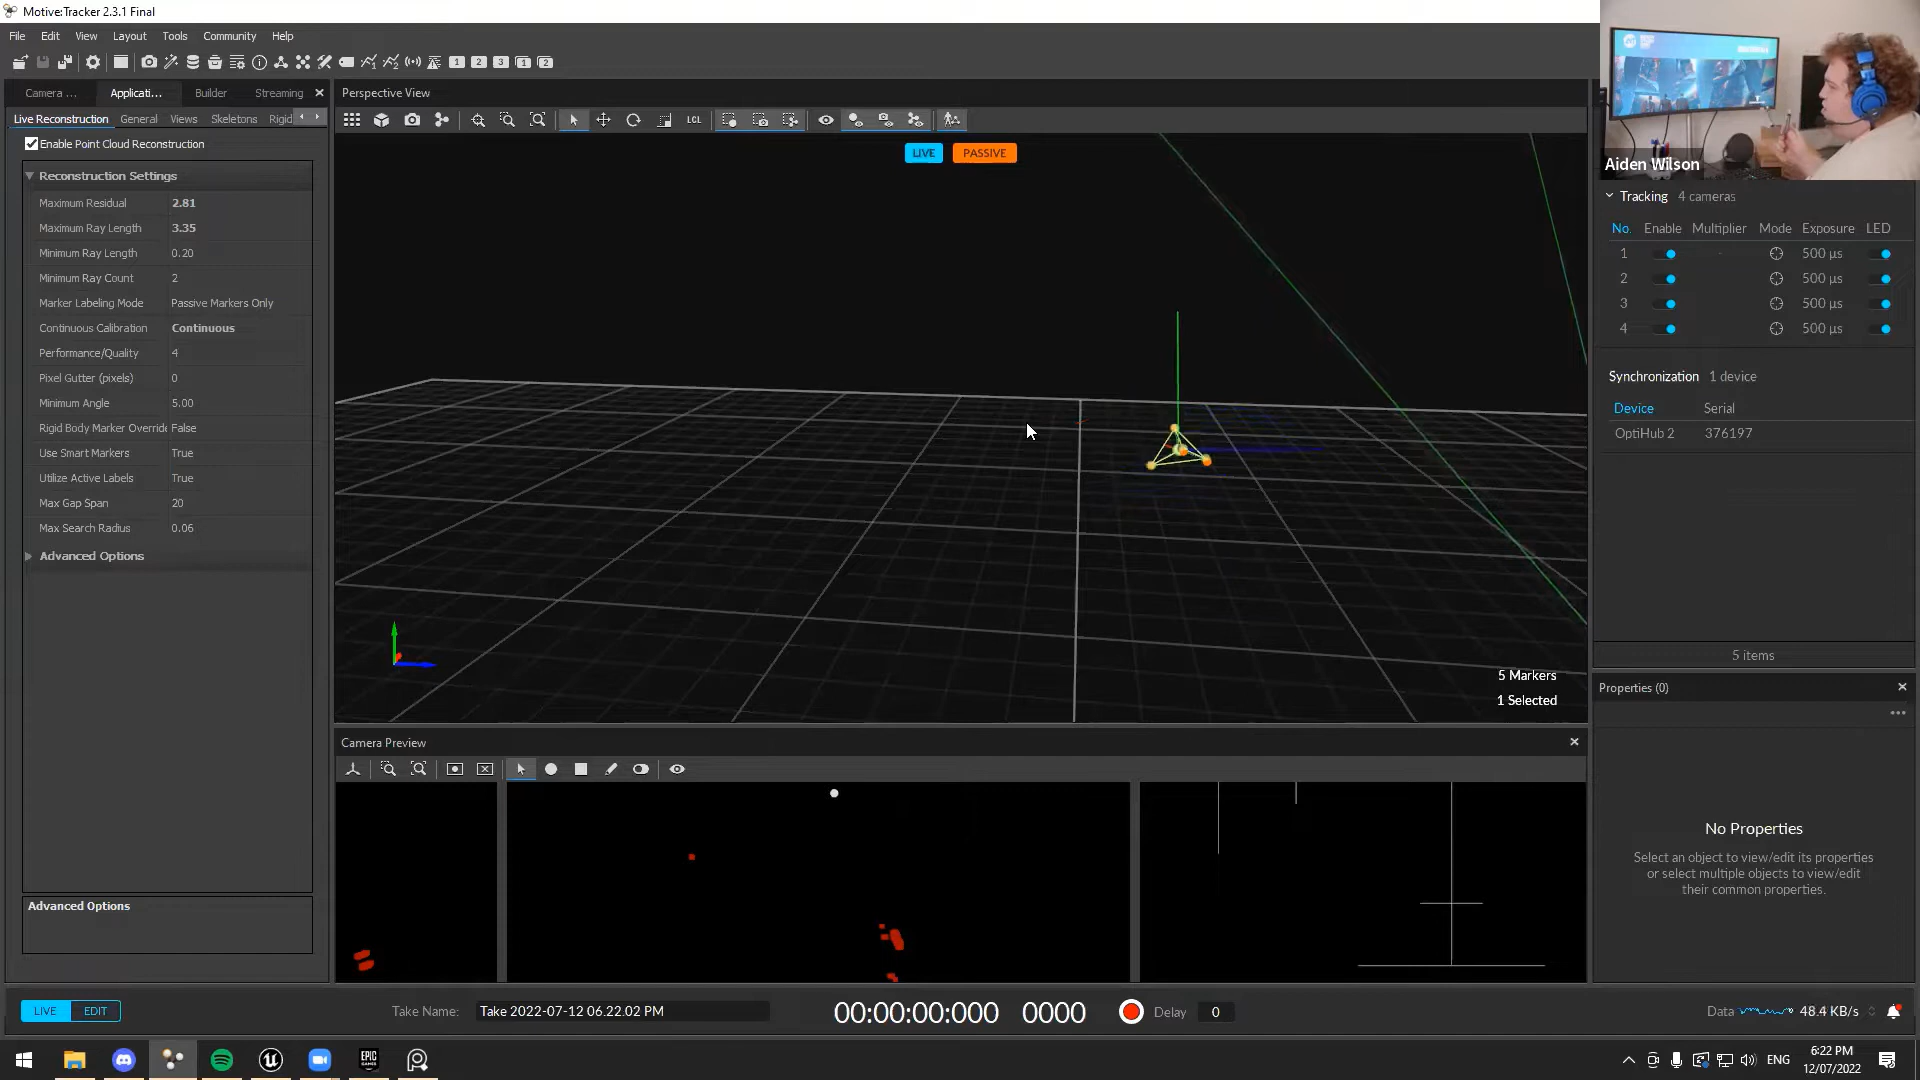 Motive:Tracker 2.3.1 Final
File Edit View Layout Tools Community Help
1 2 3 1 2
Camera ... Applicati... Builder Streaming
Live Reconstruction General Views Skeletons Rigid
Enable Point Cloud Reconstruction
Reconstruction Settings
Maximum Residual 2.81
Maximum Ray Length 3.35
Minimum Ray Length 0.20
Minimum Ray Count 2
Marker Labeling Mode Passive Markers Only
Continuous Calibration Continuous
Performance/Quality 4
Pixel Gutter (pixels) 0
Minimum Angle 5.00
Rigid Body Marker Override False
Use Smart Markers True
Utilize Active Labels True
Max Gap Span 20
Max Search Radius 0.06
Advanced Options
Advanced Options
Perspective View
LCL
LIVE PASSIVE
5 Markers
1 Selected
Camera Preview
Aiden Wilson
Tracking 4 cameras
No. Enable Multiplier Mode Exposure LED
1 500 µs
2 500 µs
3 500 µs
4 500 µs
Synchronization 1 device
Device Serial
OptiHub 2 376197
5 items
Properties (0)
No Properties
Select an object to view/edit its properties
or select multiple objects to view/edit
their common properties.
LIVE EDIT
Take Name: Take 2022-07-12 06.22.02 PM
00:00:00:000 0000
Delay 0
Data 48.4 KB/s
EPIC GAMES
ENG
6:22 PM
12/07/2022